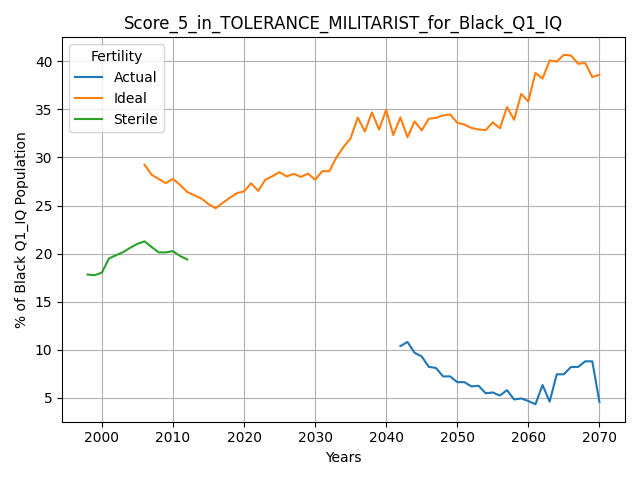 Score_5_in_TOLERANCE_MILITARIST_for_Black_Q1_IQ
Fertility
Actual
Ideal
Sterile
% of Black Q1_IQ Population
40
35
30
25
20
15
10
5
2000 2010 2020 2030 2040 2050 2060 2070
Years